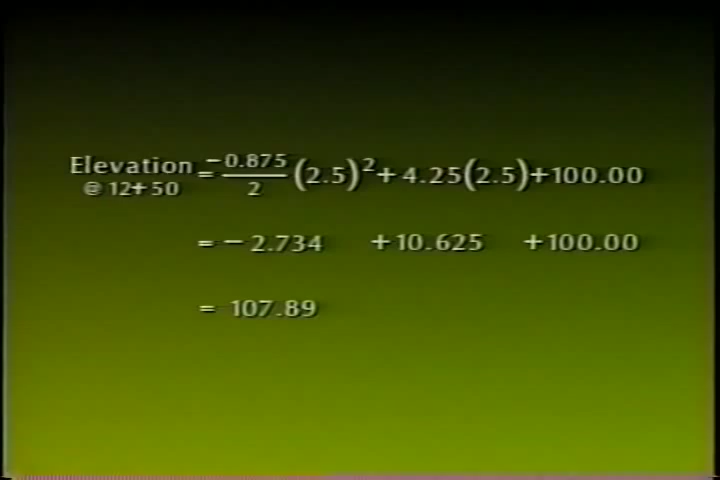 Elevation = -0.875/2 (2.5)² + 4.25(2.5)+100.00
@ 12+50
= - 2.734 +10.625 +100.00
= 107.89